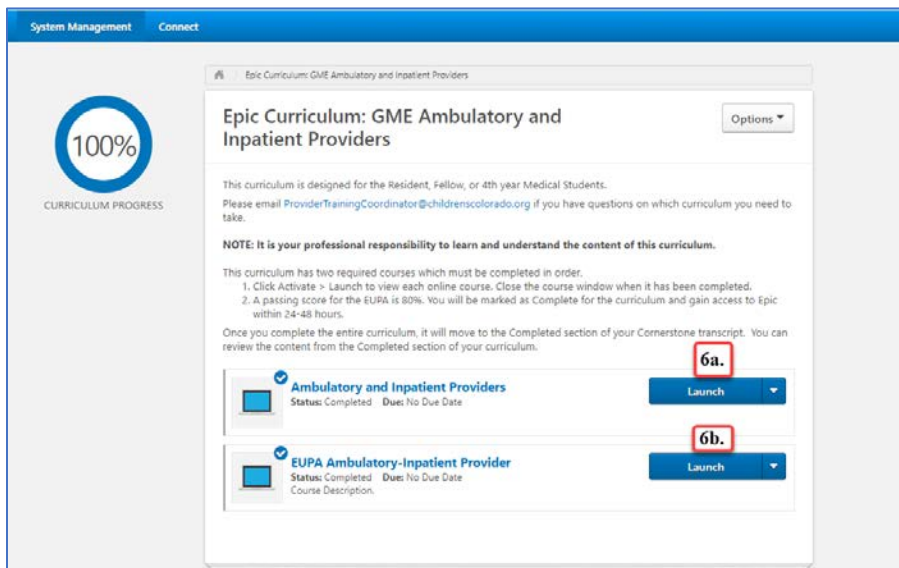 System Management Connect
Epic Curriculum: GME Ambulatory and Inpatient Providers
100%
CURRICULUM PROGRESS
Epic Curriculum: GME Ambulatory and
Inpatient Providers
Options
This curriculum is designed for the Resident, Fellow, or 4th year Medical Students.
Please email ProviderTrainingCoordinator@childrenscolorado.org if you have questions on which curriculum you need to
take.
NOTE: It is your professional responsibility to learn and understand the content of this curriculum.
This curriculum has two required courses which must be completed in order.
1. Click Activate > Launch to view each online course. Close the course window when it has been completed.
2. A passing score for the EUPA is 80%. You will be marked as Complete for the curriculum and gain access to Epic
within 24-48 hours.
Once you complete the entire curriculum, it will move to the Completed section of your Cornerstone transcript. You can
review the content from the Completed section of your curriculum.
6a.
Ambulatory and Inpatient Providers
Status: Completed Due: No Due Date
Launch
6b.
EUPA Ambulatory-Inpatient Provider
Status: Completed Due: No Due Date
Course Description.
Launch